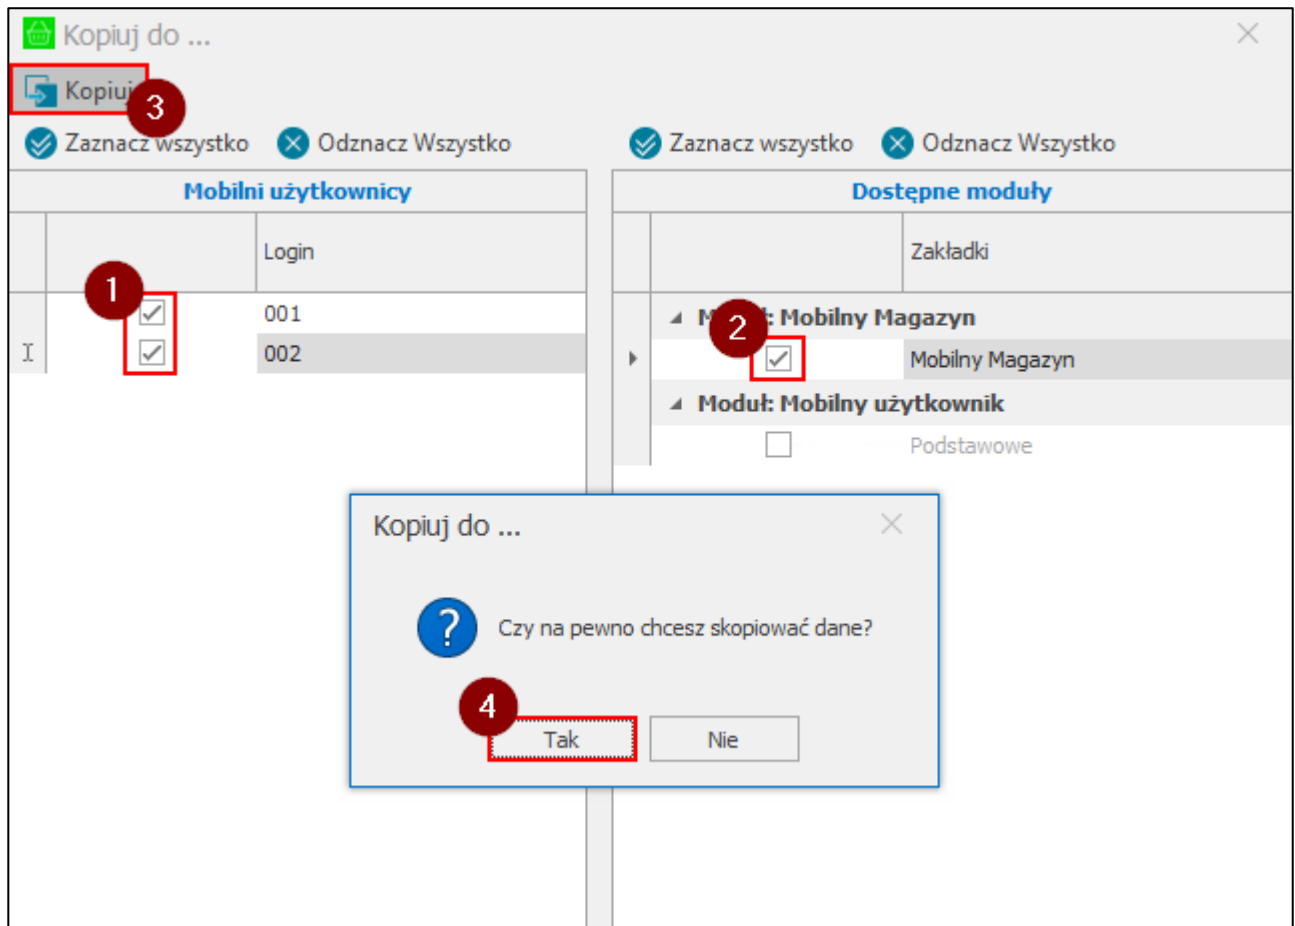 Kopiuj do ...
Kopiuj
3
Zaznacz wszystko Odznacz Wszystko
Zaznacz wszystko Odznacz Wszystko
Mobilni użytkownicy
Dostępne moduły
Login
Zakładki
1
001
002
2
Mobilny Magazyn
Mobilny Magazyn
Moduł: Mobilny użytkownik
Podstawowe
Kopiuj do ...
Czy na pewno chcesz skopiować dane?
4
Tak
Nie